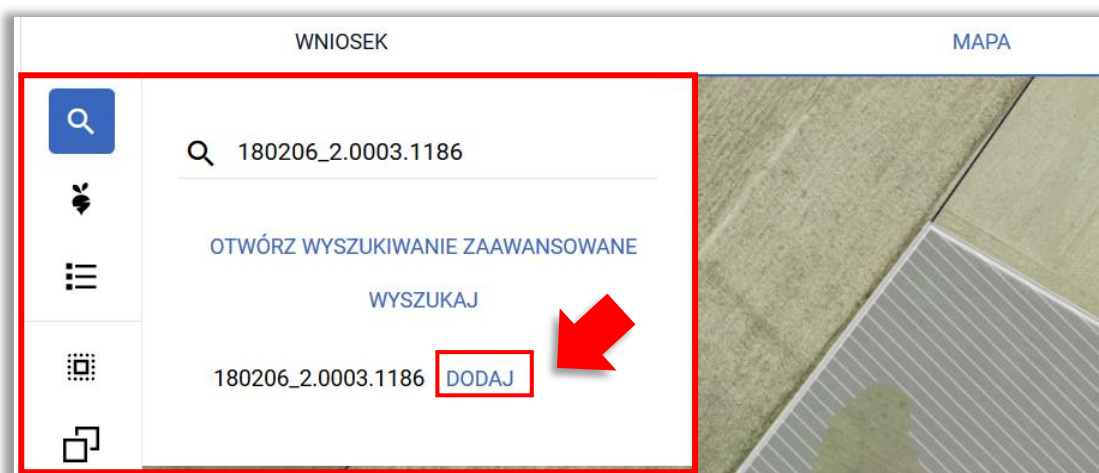 WNIOSEK MAPA
180206_2.0003.1186
OTWÓRZ WYSZUKIWANIE ZAAWANSOWANE
WYSZUKAJ
180206_2.0003.1186 DODAJ